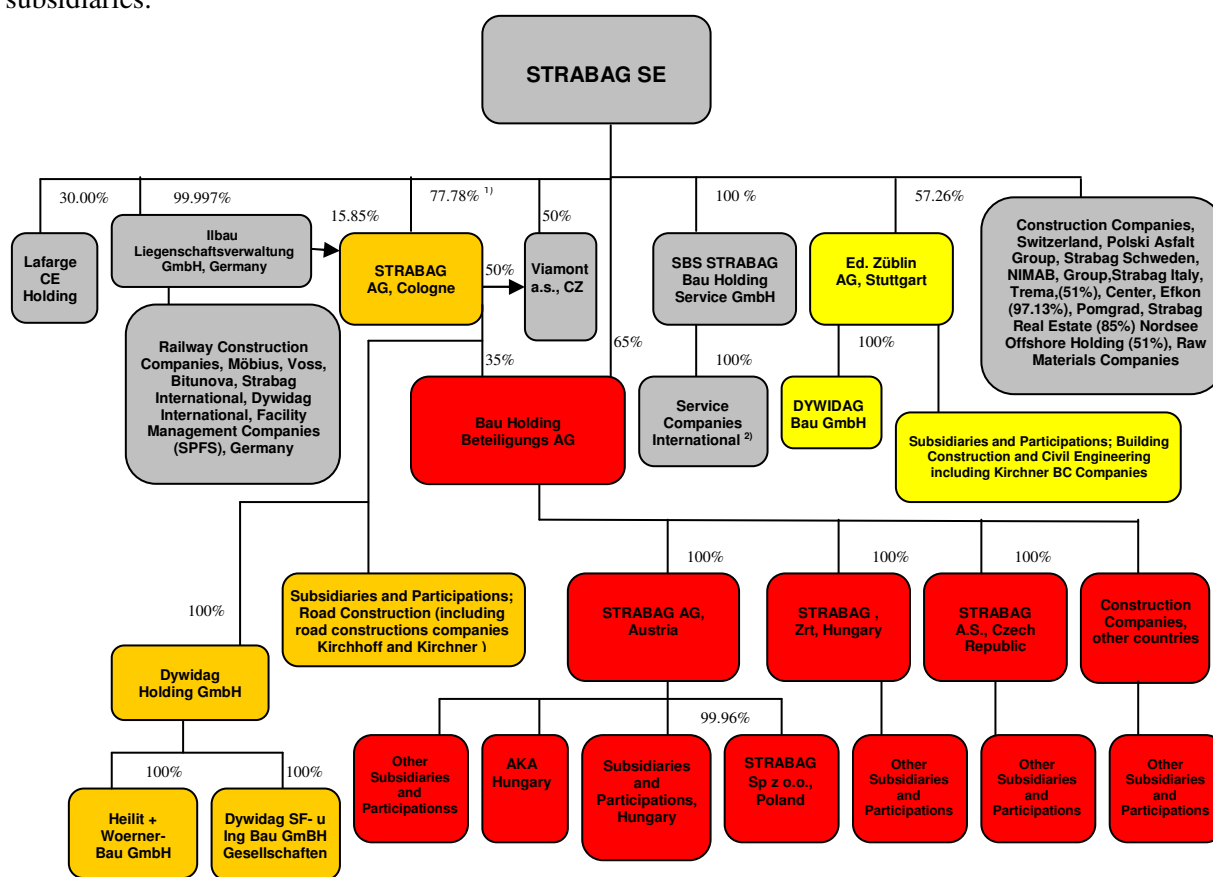 subsidiaries:
STRABAG SE
30.00%
99.997%
15.85%
77.78% 1)
50%
100 %
57.26%
Lafarge
CE
Holding
Ilbau
Liegenschaftsverwaltung
GmbH, Germany
STRABAG
AG, Cologne
50%
Viamont
a.s., CZ
SBS STRABAG
Bau Holding
Service GmbH
Ed. Züblin
AG, Stuttgart
Construction Companies,
Switzerland, Polski Asfalt
Group, Strabag Schweden,
NIMAB, Group,Strabag Italy,
Trema,(51%), Center, Efkon
(97.13%), Pomgrad, Strabag
Real Estate (85%) Nordsee
Offshore Holding (51%), Raw
Materials Companies
Railway Construction
Companies, Möbius, Voss,
Bitunova, Strabag
International, Dywidag
International, Facility
Management Companies
(SPFS), Germany
35%
65%
100%
100%
Bau Holding
Beteiligungs AG
Service
Companies
International 2)
DYWIDAG
Bau GmbH
Subsidiaries and Participations; Building
Construction and Civil Engineering
including Kirchner BC Companies
100%
100%
100%
100%
Subsidiaries and Participations;
Road Construction (including
road constructions companies
Kirchhoff and Kirchner )
STRABAG AG,
Austria
STRABAG ,
Zrt, Hungary
STRABAG
A.S., Czech
Republic
Construction
Companies,
other countries
Dywidag
Holding GmbH
99.96%
100%
100%
Other
Subsidiaries
and
Participationss
AKA
Hungary
Subsidiaries
and
Participations,
Hungary
STRABAG
Sp z o.o.,
Poland
Other
Subsidiaries
and
Participations
Other
Subsidiaries
and
Participations
Other
Subsidiaries
and
Participations
Heilit +
Woerner-
Bau GmbH
Dywidag SF- u
Ing Bau GmBH
Gesellschaften